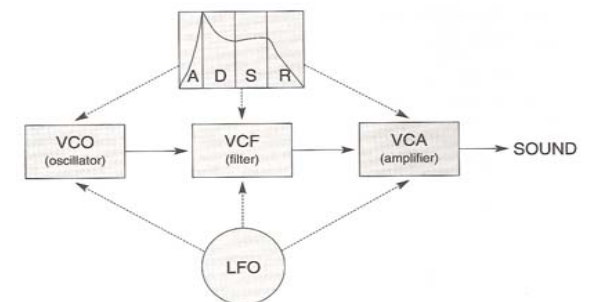 A D S R
VCO
(oscillator)
VCF
(filter)
VCA
(amplifier)
SOUND
LFO